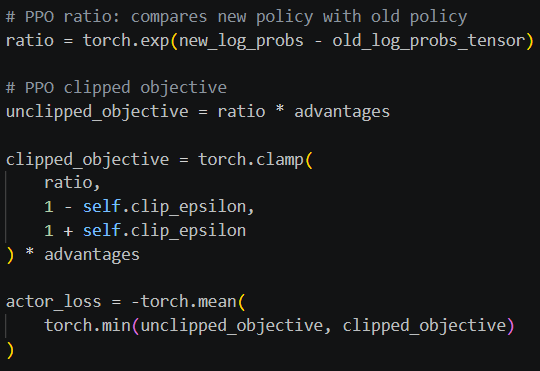 # PPO ratio: compares new policy with old policy
ratio = torch.exp(new_log_probs - old_log_probs_tensor)

# PPO clipped objective
unclipped_objective = ratio * advantages

clipped_objective = torch.clamp(
    ratio,
    1 - self.clip_epsilon,
    1 + self.clip_epsilon
) * advantages

actor_loss = -torch.mean(
    torch.min(unclipped_objective, clipped_objective)
)